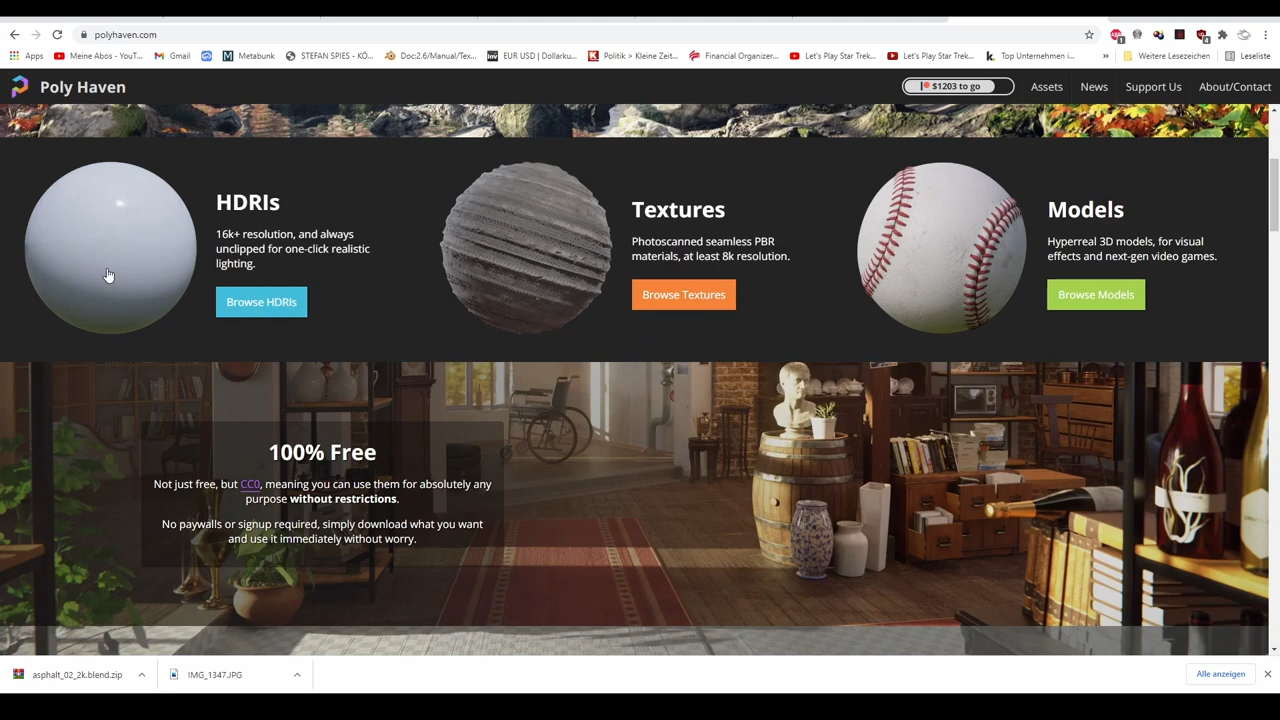 polyhaven.com
Apps
Meine Abos - YouT...
Gmail
Metabunk
STEFAN SPIES - KÖ...
Doc:2.6/Manual/Tex...
EUR USD | Dollarku...
Politik > Kleine Zeit...
Financial Organizer...
Let's Play Star Trek...
Let's Play Star Trek...
Top Unternehmen i...
»
Weitere Lesezeichen
Leseliste
Poly Haven
$1203 to go
Assets
News
Support Us
About/Contact
HDRIs
16k+ resolution, and always
unclipped for one-click realistic
lighting.
Browse HDRIs
Textures
Photoscanned seamless PBR
materials, at least 8k resolution.
Browse Textures
Models
Hyperreal 3D models, for visual
effects and next-gen video games.
Browse Models
100% Free
Not just free, but CC0, meaning you can use them for absolutely any
purpose without restrictions.
No paywalls or signup required, simply download what you want
and use it immediately without worry.
asphalt_02_2k.blend.zip
IMG_1347.JPG
Alle anzeigen